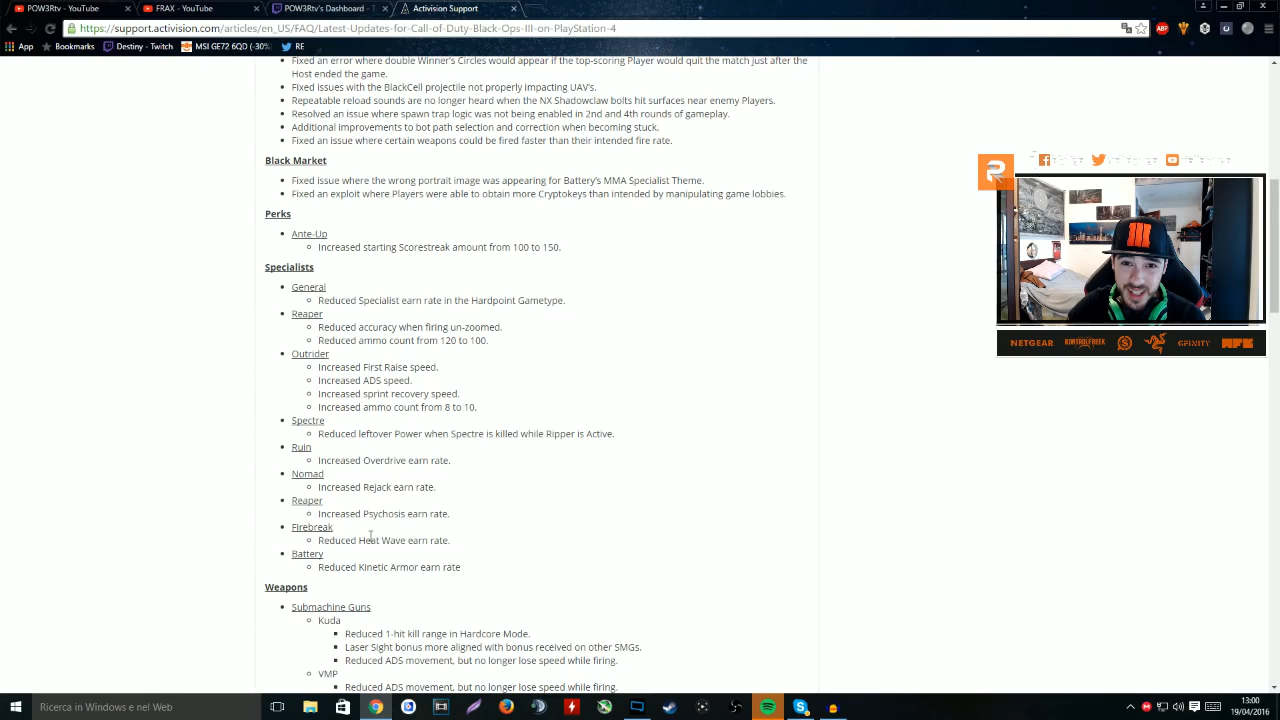 POW3Rtv - YouTube
FRAX - YouTube
POW3Rtv's Dashboard - T
Activision Support
https://support.activision.com/articles/en_US/FAQ/Latest-Updates-for-Call-of-Duty-Black-Ops-III-on-PlayStation-4
App
Bookmarks
Destiny - Twitch
MSI GE72 6QD (-30%
RE
Fixed an error where double Winner's Circles would appear if the top-scoring Player would quit the match just after the
Host ended the game.
Fixed issues with the BlackCell projectile not properly impacting UAV's.
Repeatable reload sounds are no longer heard when the NX Shadowclaw bolts hit surfaces near enemy Players.
Resolved an issue where spawn trap logic was not being enabled in 2nd and 4th rounds of gameplay.
Additional improvements to bot path selection and correction when becoming stuck.
Fixed an issue where certain weapons could be fired faster than their intended fire rate.
Black Market
Fixed issue where the wrong portrait image was appearing for Battery's MMA Specialist Theme.
Fixed an exploit where Players were able to obtain more Cryptokeys than intended by manipulating game lobbies.
Perks
Ante-Up
Increased starting Scorestreak amount from 100 to 150.
Specialists
General
Reduced Specialist earn rate in the Hardpoint Gametype.
Reaper
Reduced accuracy when firing un-zoomed.
Reduced ammo count from 120 to 100.
Outrider
Increased First Raise speed.
Increased ADS speed.
Increased sprint recovery speed.
Increased ammo count from 8 to 10.
Spectre
Reduced leftover Power when Spectre is killed while Ripper is Active.
Ruin
Increased Overdrive earn rate.
Nomad
Increased Rejack earn rate.
Reaper
Increased Psychosis earn rate.
Firebreak
Reduced Heat Wave earn rate.
Battery
Reduced Kinetic Armor earn rate
Weapons
Submachine Guns
Kuda
Reduced 1-hit kill range in Hardcore Mode.
Laser Sight bonus more aligned with bonus received on other SMGs.
Reduced ADS movement, but no longer lose speed while firing.
VMP
Reduced ADS movement, but no longer lose speed while firing.
NETGEAR
KONTROLFREEK
GFINITY
Ricerca in Windows e nel Web
13:00
19/04/2016